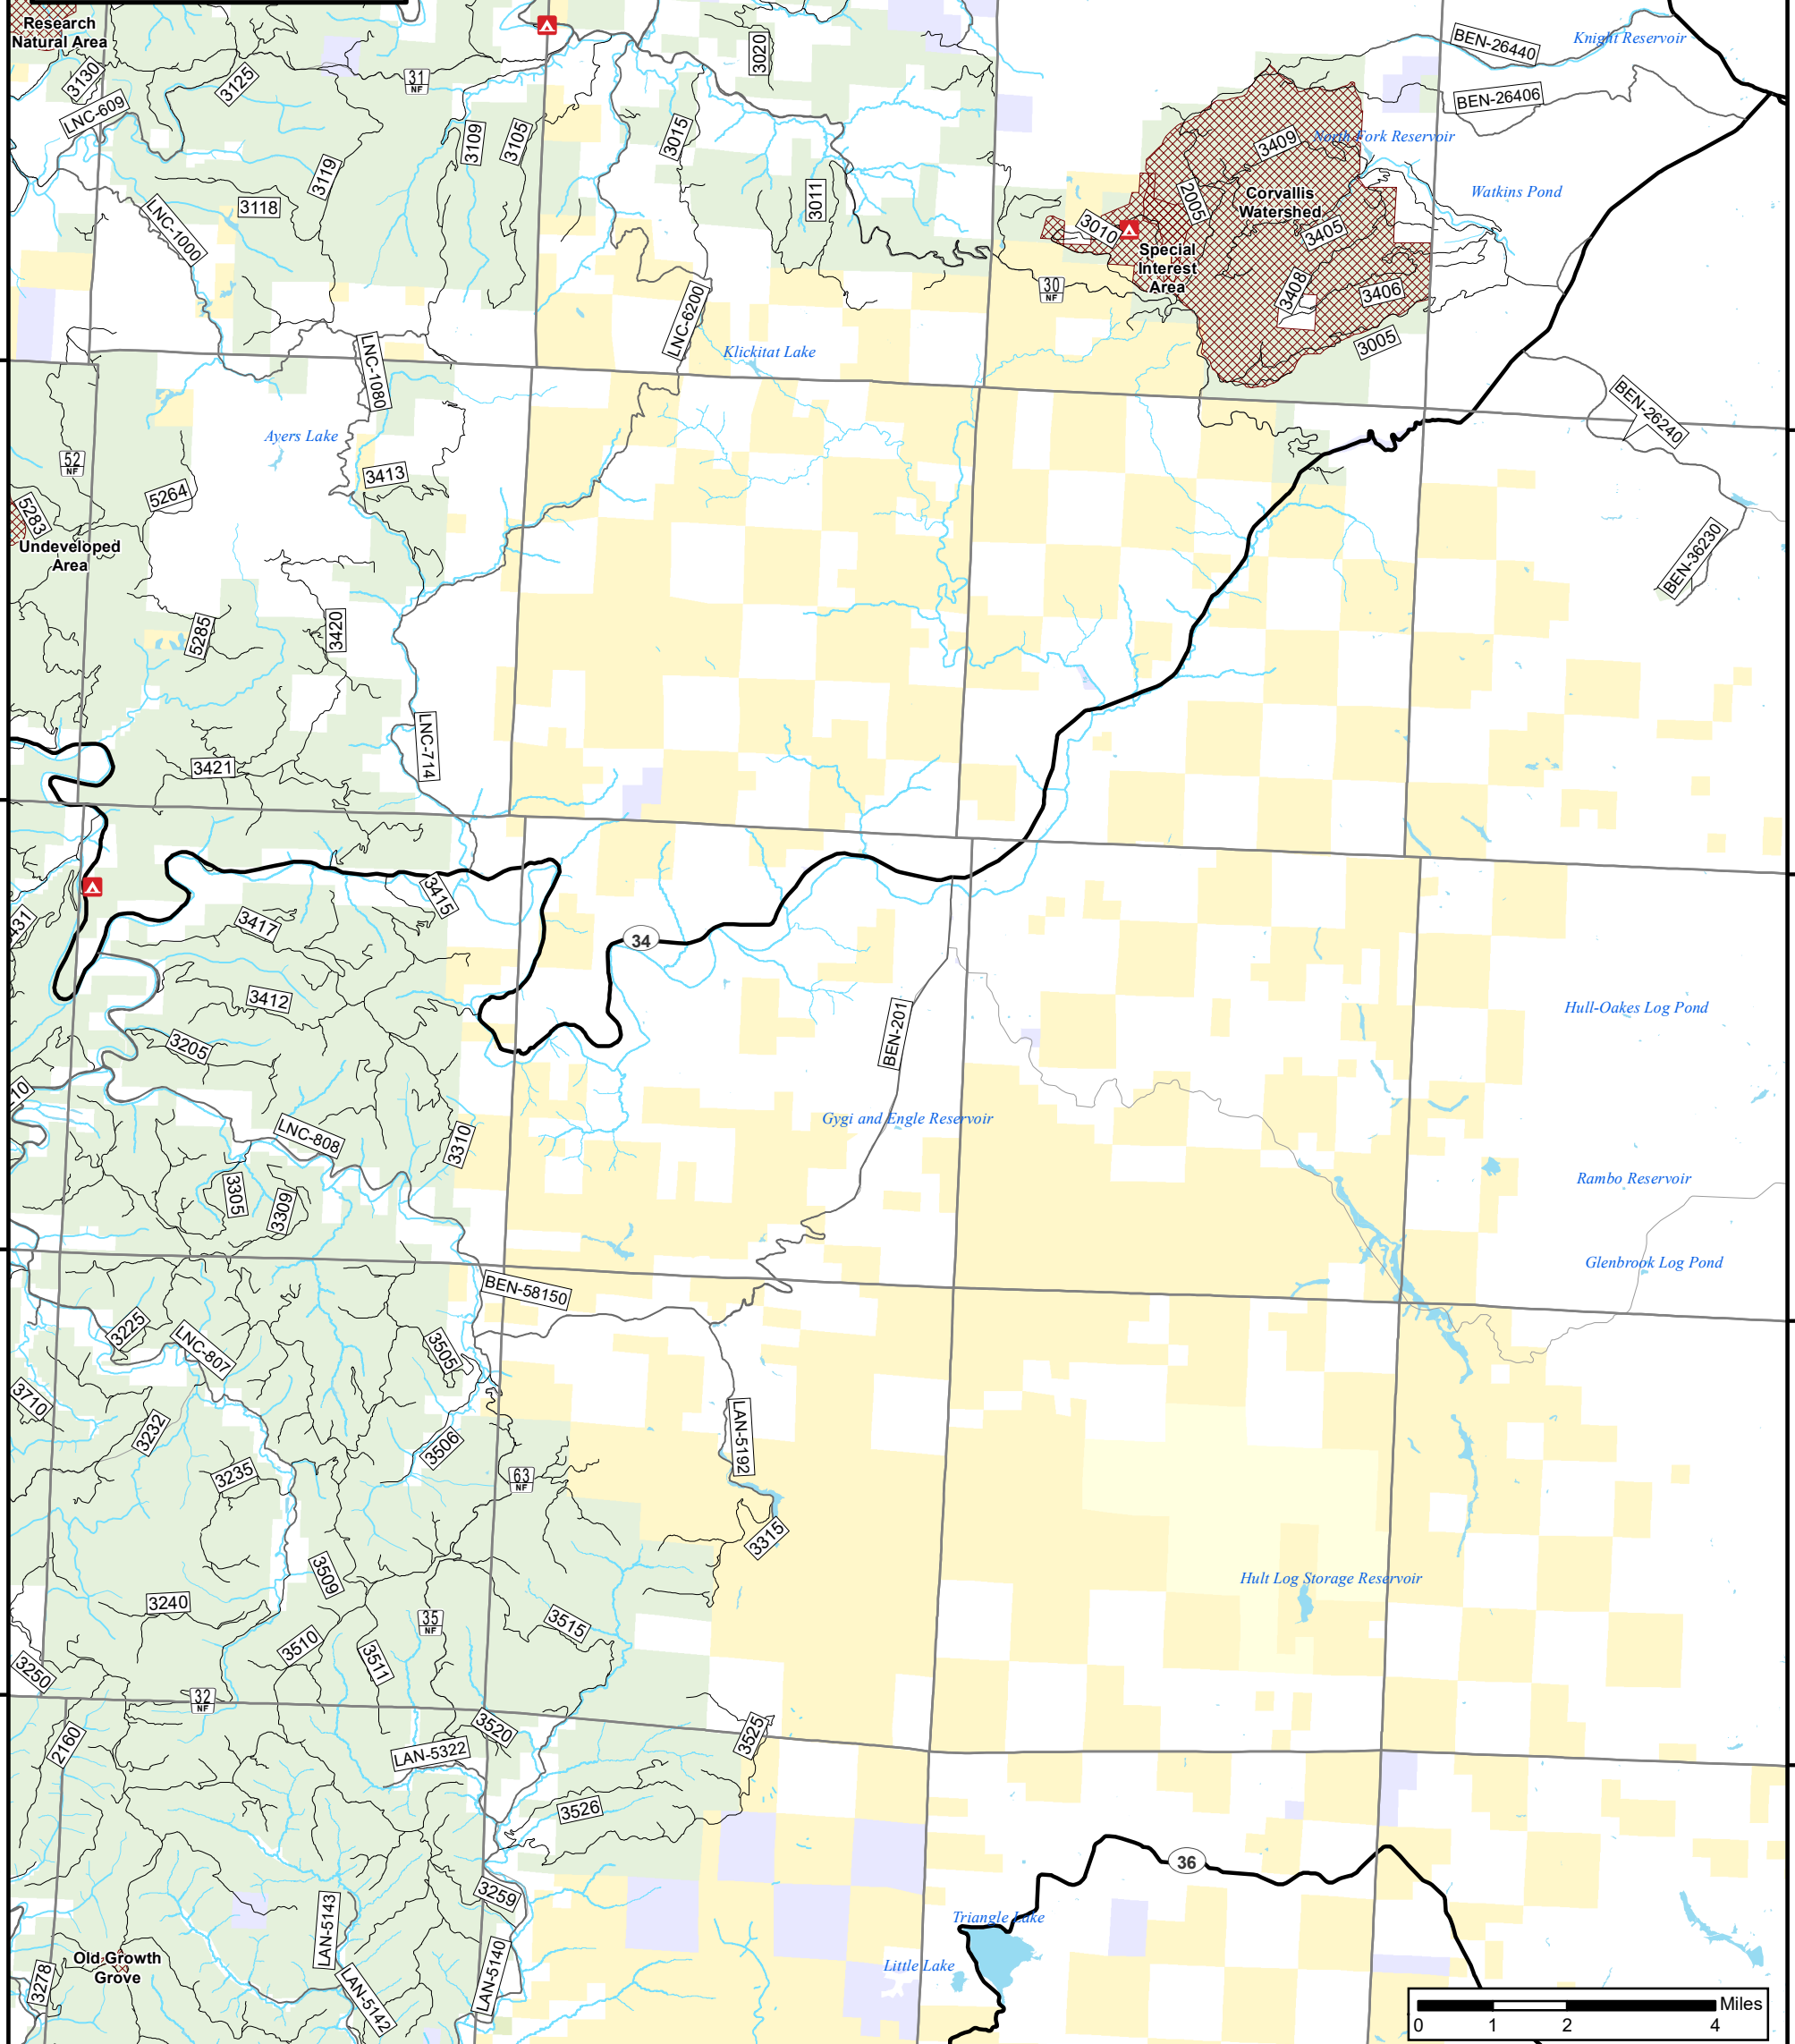 Research
Natural Area
3130
LNC-609
3125
31
NF
3109
3105
3020
3015
3011
BEN-26440
Knight Reservoir
BEN-26406
3409
North Fork Reservoir
Watkins Pond
2005
Corvallis
Watershed
3405
3010
Special
Interest
Area
30
NF
3408
3406
3005
3119
3118
LNC-1000
LNC-6200
LNC-1080
Klickitat Lake
BEN-26240
Ayers Lake
52
NF
3413
5264
5283
Undeveloped
Area
BEN-36230
5285
3420
LNC-714
3421
3415
3417
34
3412
3205
BEN-201
Hull-Oakes Log Pond
LNC-808
3310
Gygi and Engle Reservoir
3305
3309
Rambo Reservoir
Glenbrook Log Pond
BEN-58150
3225
LNC-807
3505
3710
3232
3506
LAN-5192
3235
63
NF
3315
3509
Hult Log Storage Reservoir
3240
35
NF
3515
3510
3511
3250
32
NF
2160
3520
3525
LAN-5322
3526
36
3259
LAN-5143
Triangle Lake
Old Growth
Grove
3278
LAN-5142
LAN-5140
Little Lake
Miles
0 1 2 4